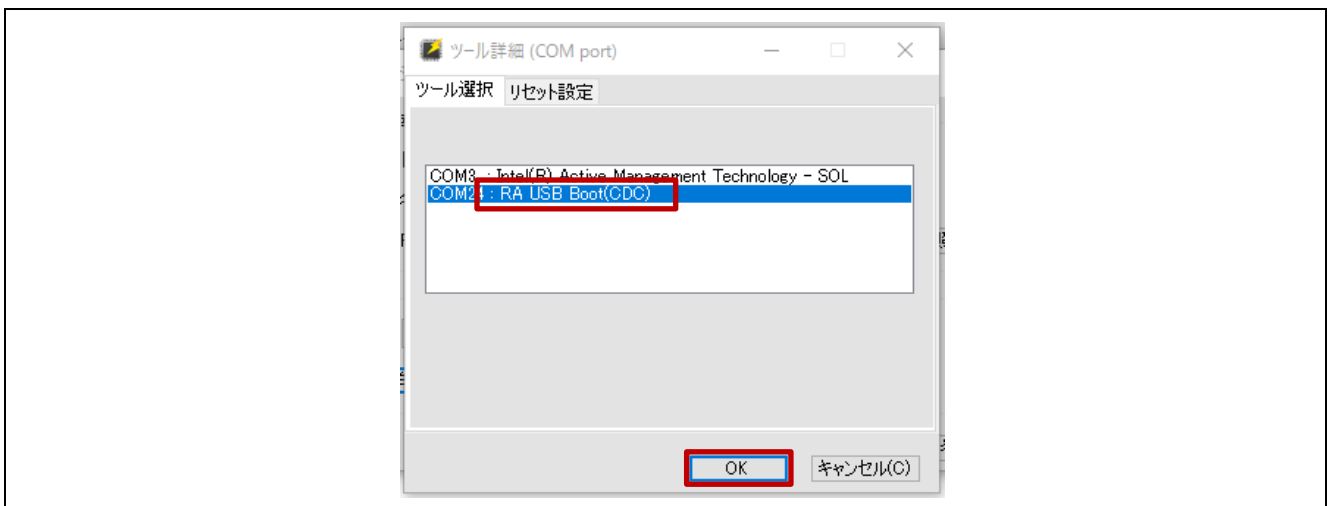 ツール詳細 (COM port)
ツール選択 リセット設定
COM3 : Intel(R) Active Management Technology - SOL
COM24 : RA USB Boot(CDC)
OK キャンセル(C)